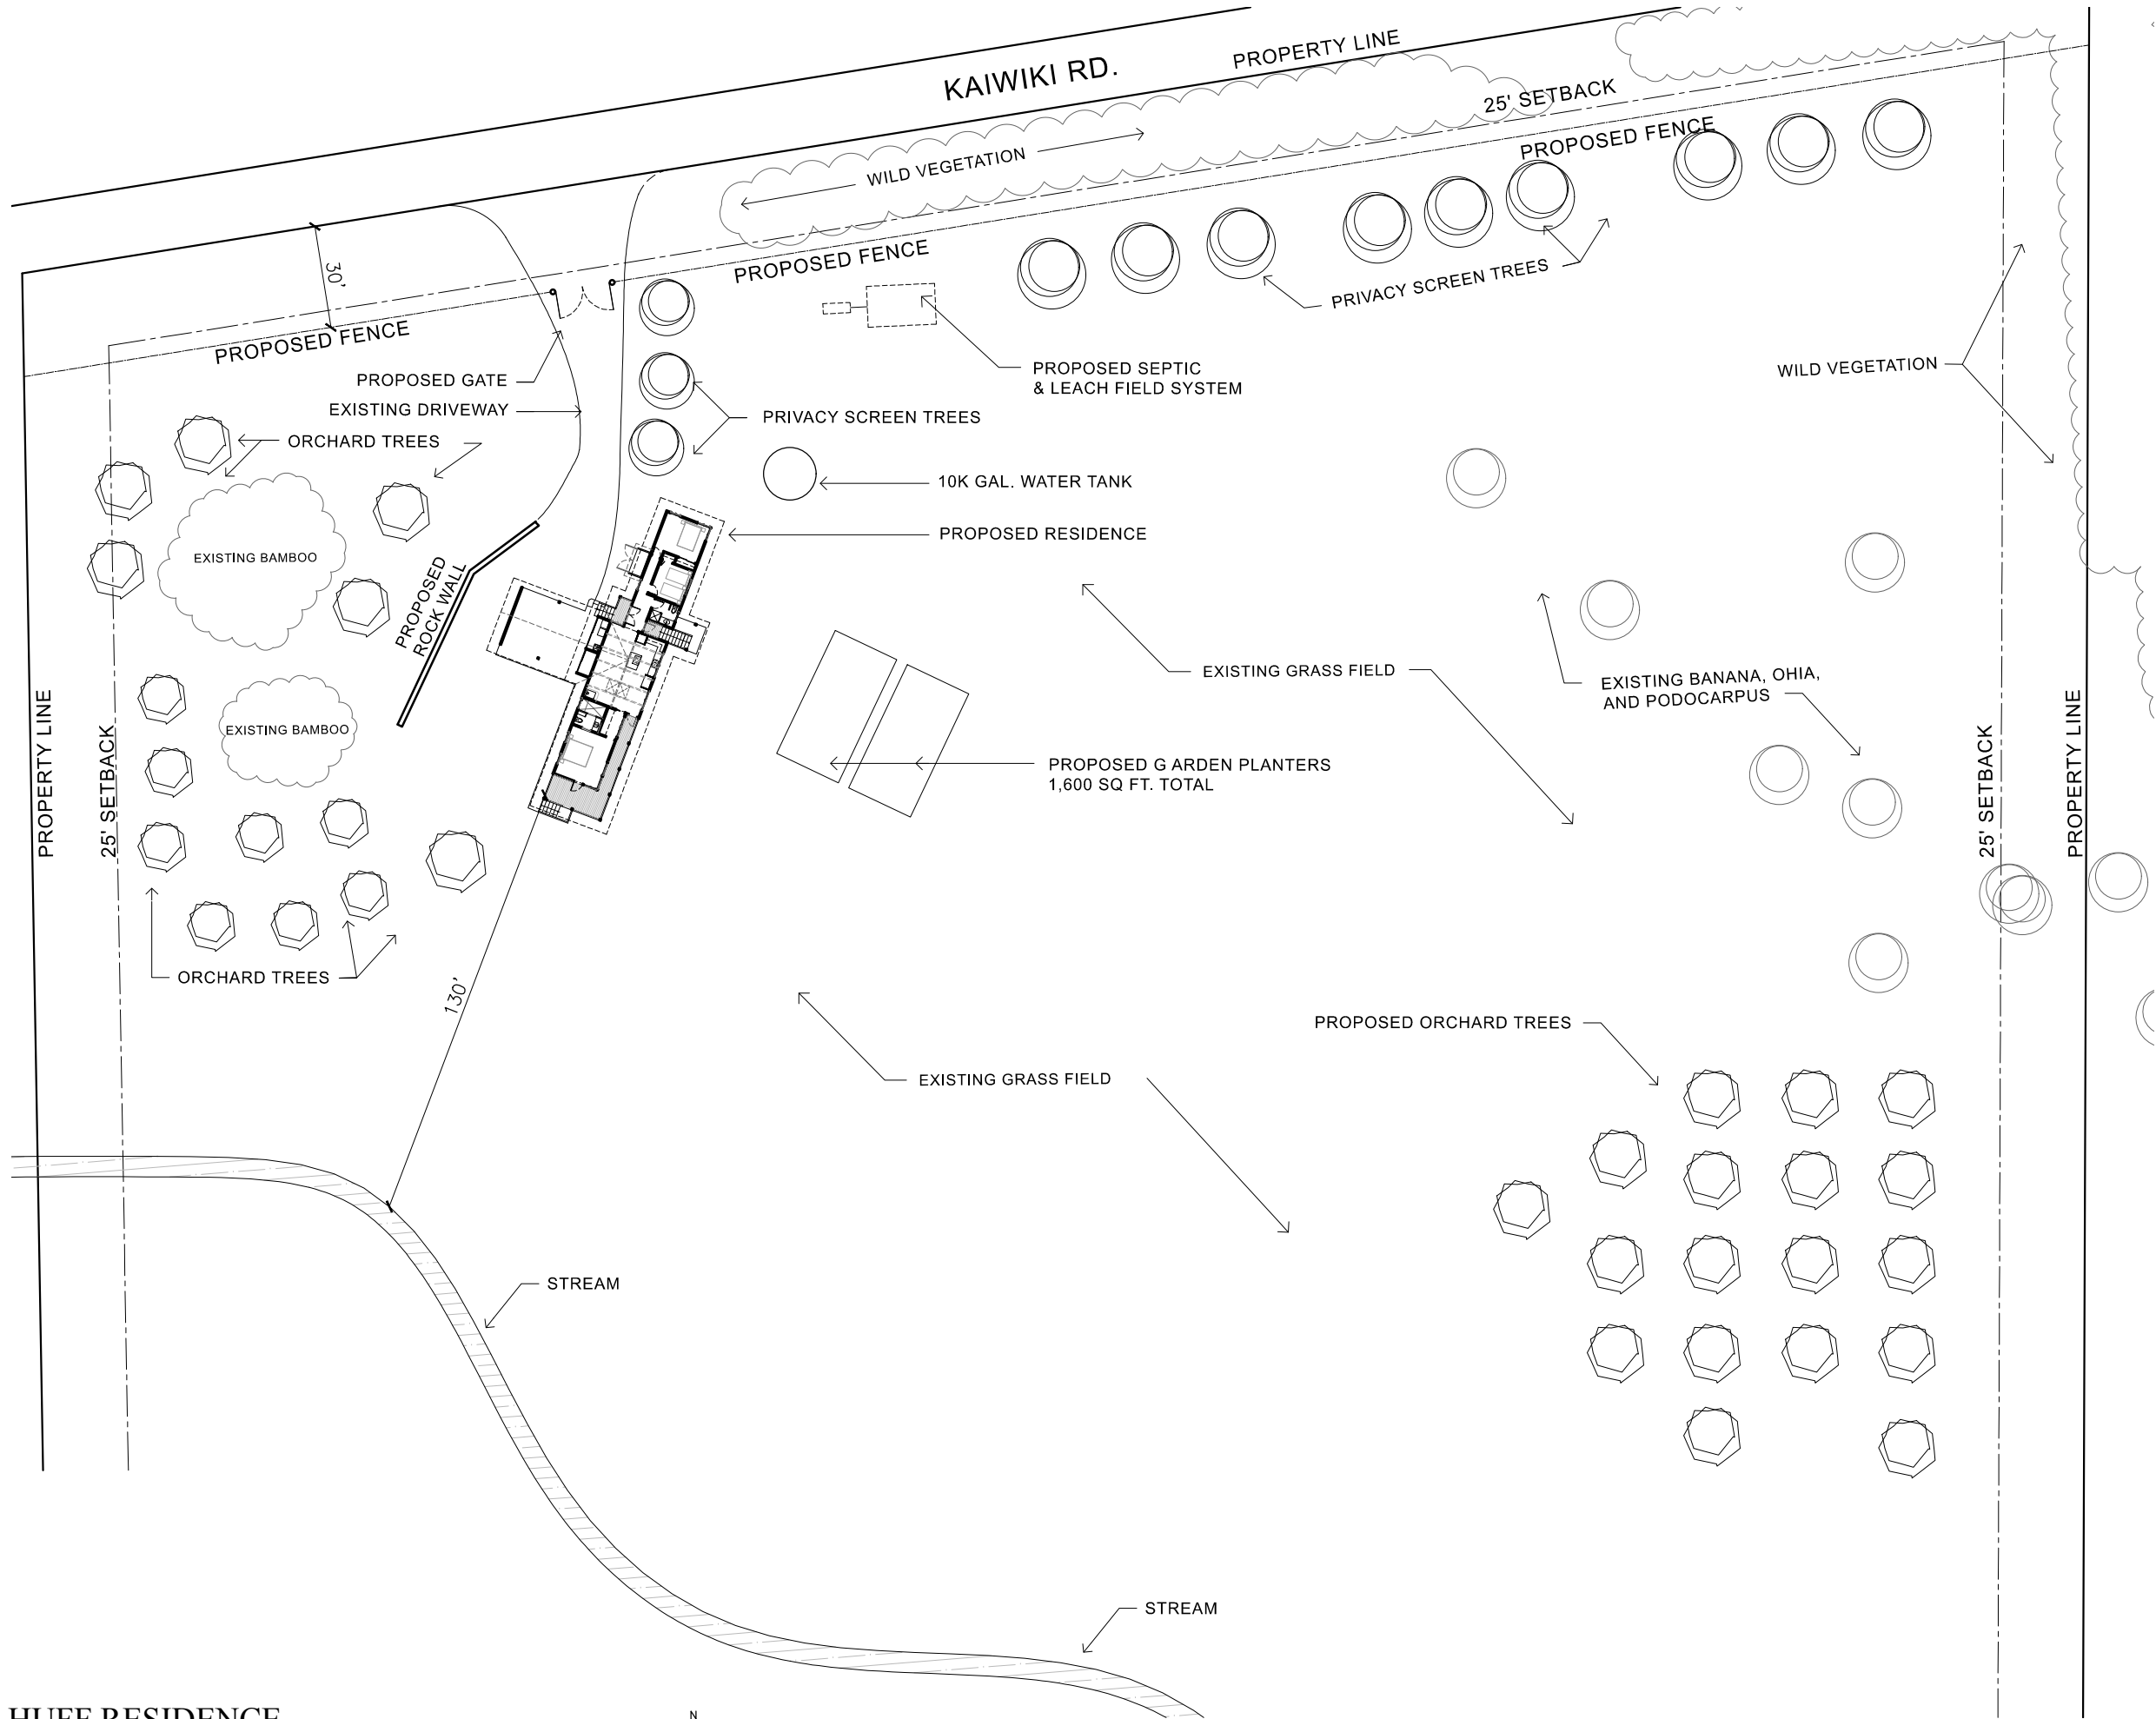 KAIWIKI RD.
PROPERTY LINE
25' SETBACK
PROPOSED FENCE
WILD VEGETATION
PROPOSED FENCE
30'
PROPOSED FENCE
PRIVACY SCREEN TREES
PROPOSED SEPTIC
& LEACH FIELD SYSTEM
WILD VEGETATION
PROPOSED GATE
EXISTING DRIVEWAY
ORCHARD TREES
PRIVACY SCREEN TREES
10K GAL. WATER TANK
PROPOSED RESIDENCE
EXISTING BAMBOO
PROPOSED
ROCK WALL
EXISTING GRASS FIELD
EXISTING BANANA, OHIA,
AND PODOCARPUS
EXISTING BAMBOO
PROPERTY LINE
25' SETBACK
PROPOSED G ARDEN PLANTERS
1,600 SQ FT. TOTAL
25' SETBACK
PROPERTY LINE
ORCHARD TREES
130'
PROPOSED ORCHARD TREES
EXISTING GRASS FIELD
STREAM
STREAM
HUFF RESIDENCE
N